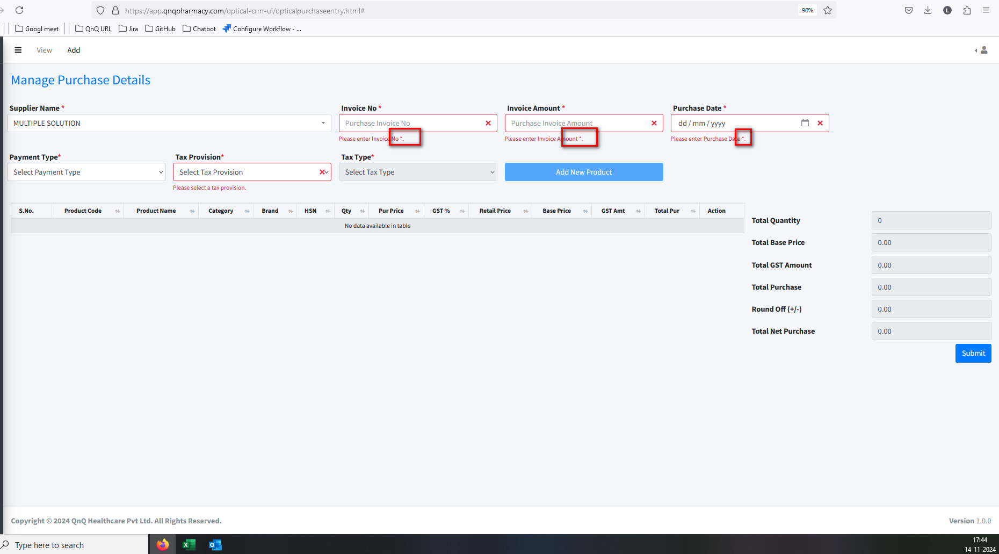 https://app.qnqpharmacy.com/optical-crm-ui/opticalpurchaseentry.html#
90%
L
Googl meet
QnQ URL
Jira
GitHub
Chatbot
Configure Workflow - ...
View
Add
Manage Purchase Details
Supplier Name *
Invoice No *
Invoice Amount *
Purchase Date *
MULTIPLE SOLUTION
Purchase Invoice No
Purchase Invoice Amount
dd / mm / yyyy
Please enter Invoice No *.
Please enter Invoice Amount *.
Please enter Purchase Date *.
Payment Type*
Tax Provision*
Tax Type*
Select Payment Type
Select Tax Provision
Select Tax Type
Add New Product
Please select a tax provision.
S.No.
Product Code
Product Name
Category
Brand
HSN
Qty
Pur Price
GST %
Retail Price
Base Price
GST Amt
Total Pur
Action
No data available in table
Total Quantity
0
Total Base Price
0.00
Total GST Amount
0.00
Total Purchase
0.00
Round Off (+/-)
0.00
Total Net Purchase
0.00
Submit
Copyright © 2024 QnQ Healthcare Pvt Ltd. All Rights Reserved.
Version 1.0.0
Type here to search
17:44
14-11-2024